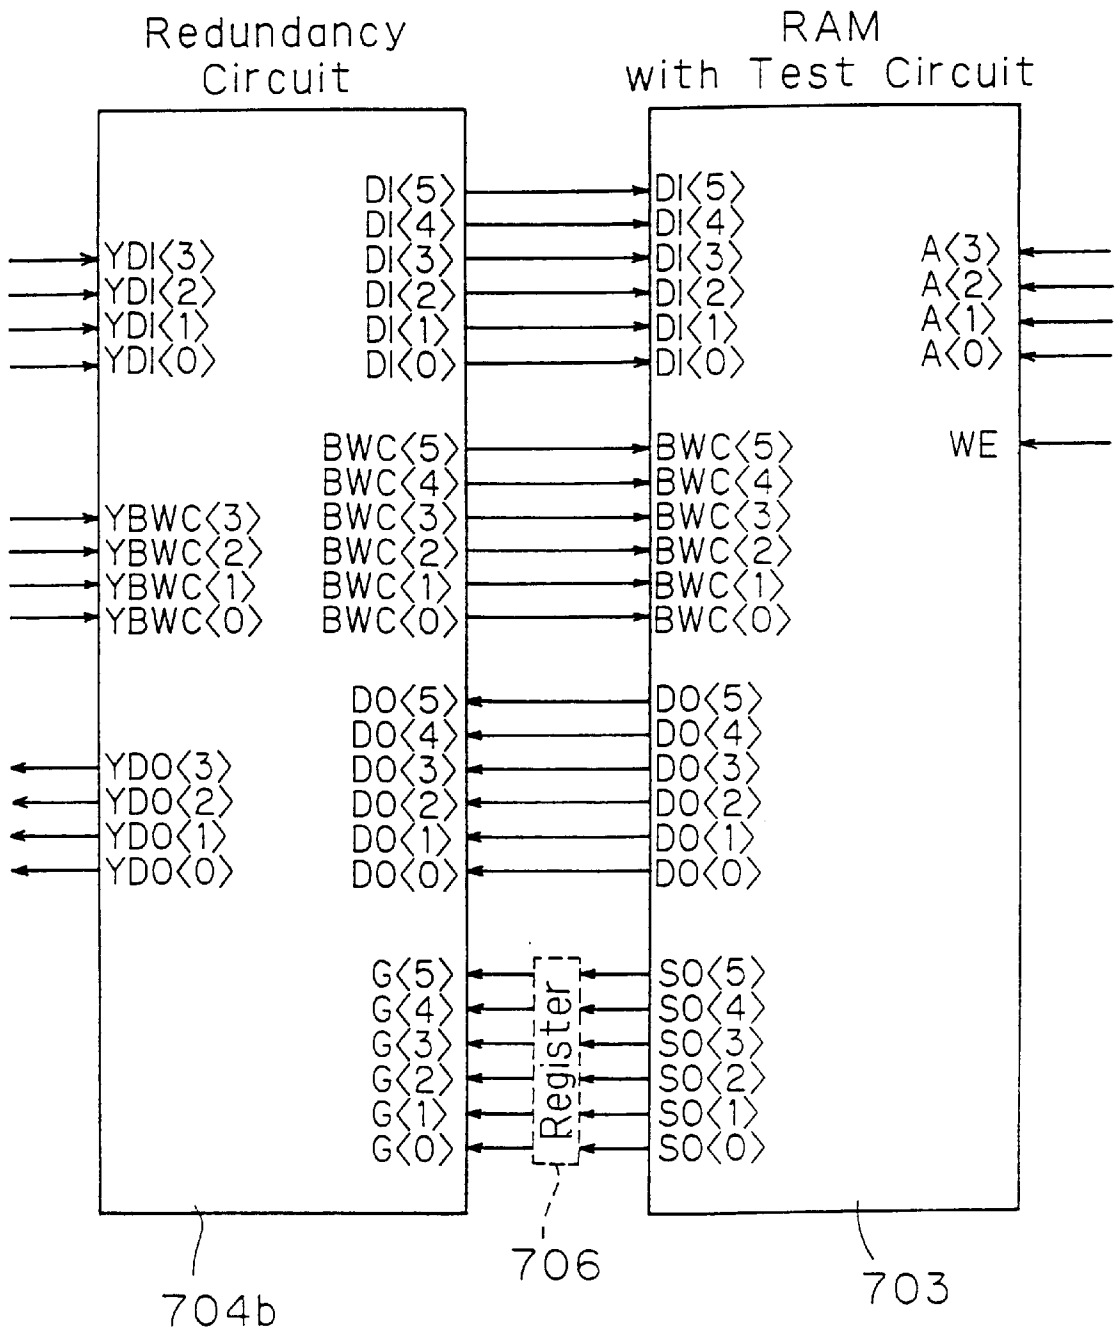 Redundancy
Circuit
RAM
with Test Circuit
YDI<3>
YDI<2>
YDI<1>
YDI<0>
YBWC<3>
YBWC<2>
YBWC<1>
YBWC<0>
YDO<3>
YDO<2>
YDO<1>
YDO<0>
DI<5>
DI<4>
DI<3>
DI<2>
DI<1>
DI<0>
BWC<5>
BWC<4>
BWC<3>
BWC<2>
BWC<1>
BWC<0>
DO<5>
DO<4>
DO<3>
DO<2>
DO<1>
DO<0>
G<5>
G<4>
G<3>
G<2>
G<1>
G<0>
Register
DI<5>
DI<4>
DI<3>
DI<2>
DI<1>
DI<0>
BWC<5>
BWC<4>
BWC<3>
BWC<2>
BWC<1>
BWC<0>
DO<5>
DO<4>
DO<3>
DO<2>
DO<1>
DO<0>
SO<5>
SO<4>
SO<3>
SO<2>
SO<1>
SO<0>
A<3>
A<2>
A<1>
A<0>
WE
704b
706
703